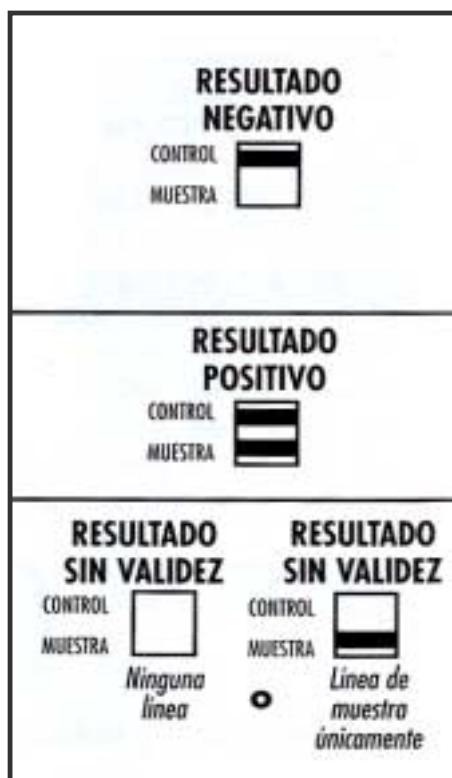 RESULTADO
NEGATIVO
CONTROL
MUESTRA
RESULTADO
POSITIVO
CONTROL
MUESTRA
RESULTADO
SIN VALIDEZ
CONTROL
MUESTRA
Ninguna
línea
o
RESULTADO
SIN VALIDEZ
CONTROL
MUESTRA
Línea de
muestra
únicamente